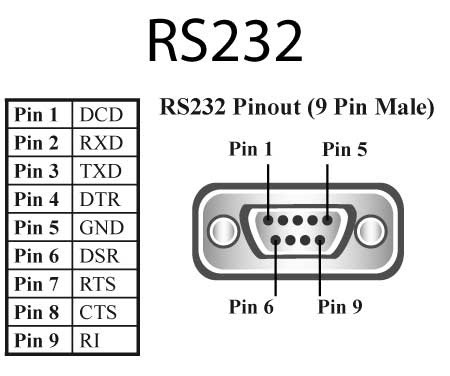 RS232
Pin 1 DCD
Pin 2 RXD
Pin 3 TXD
Pin 4 DTR
Pin 5 GND
Pin 6 DSR
Pin 7 RTS
Pin 8 CTS
Pin 9 RI
RS232 Pinout (9 Pin Male)
Pin 1 Pin 5
Pin 6 Pin 9